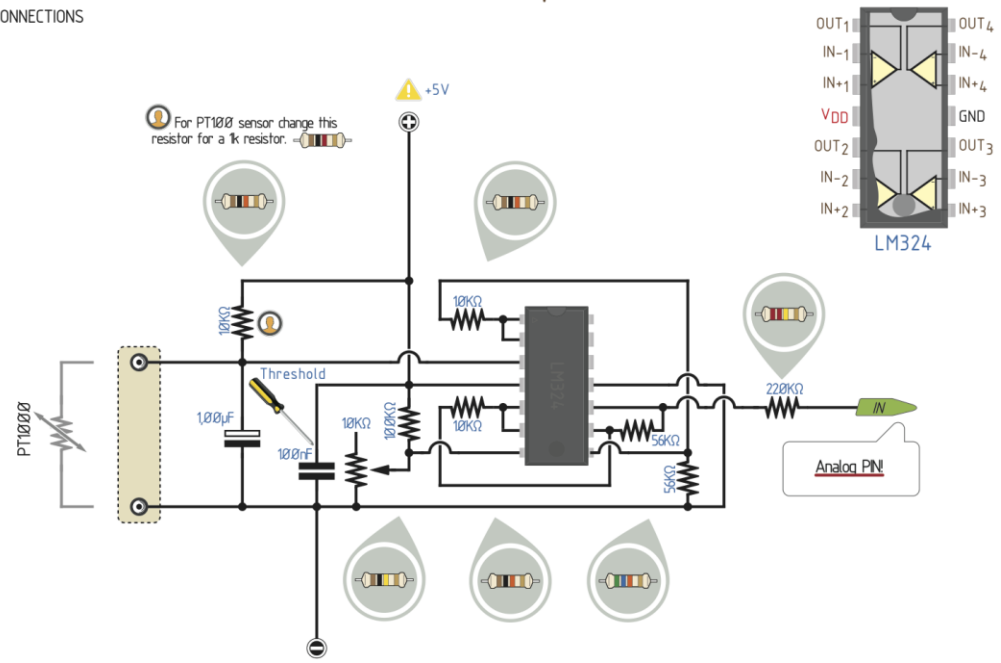 ONNECTIONS
+5V
For PT100 sensor change this
resistor for a 1k resistor.
OUT1
IN-1
IN+1
VDD
OUT2
IN-2
IN+2
OUT4
IN-4
IN+4
GND
OUT3
IN-3
IN+3
LM324
10KΩ
10KΩ
Threshold
PT1000
1,00µF
100nF
10KΩ
100KΩ
10KΩ
LM324
56KΩ
56KΩ
220KΩ
IN
Analog PIN!